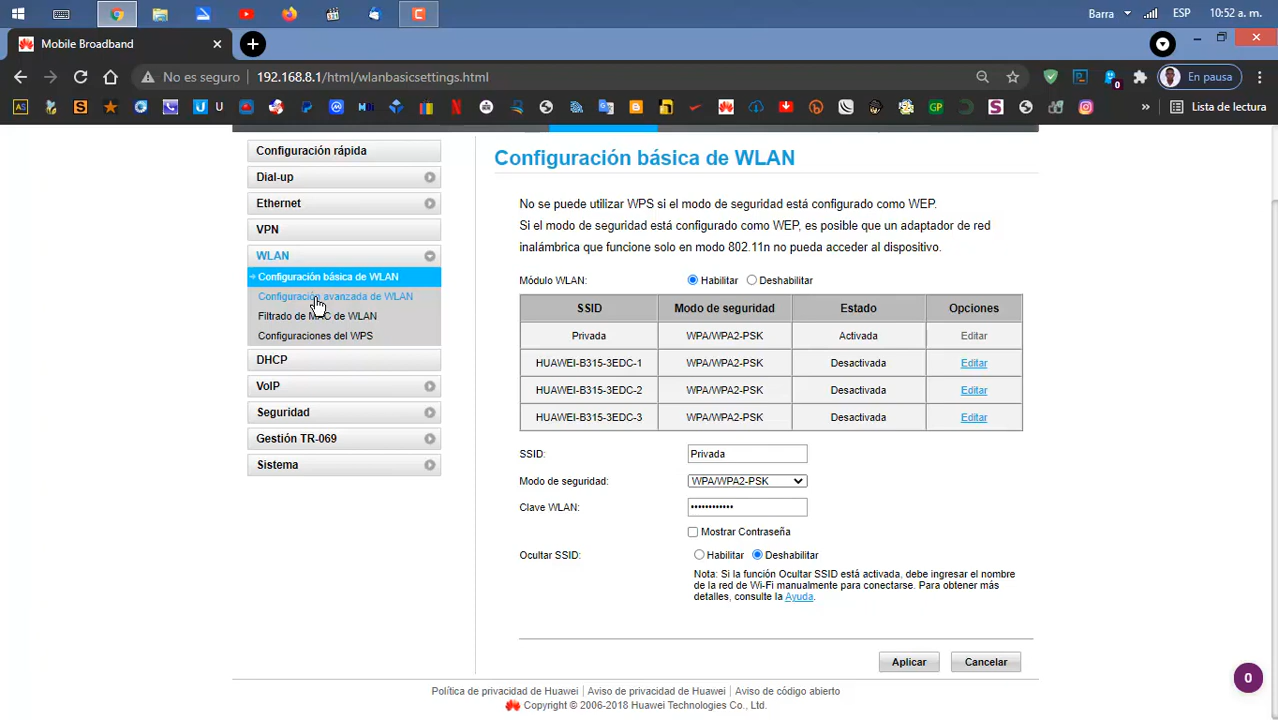 Barra ESP 10:52 a. m.
Mobile Broadband
No es seguro 192.168.8.1/html/wlanbasicsettings.html En pausa
Lista de lectura
Configuración rápida
Dial-up
Ethernet
VPN
WLAN
Configuración básica de WLAN
Configuración avanzada de WLAN
Filtrado de MAC de WLAN
Configuraciones del WPS
DHCP
VoIP
Seguridad
Gestión TR-069
Sistema
Configuración básica de WLAN
No se puede utilizar WPS si el modo de seguridad está configurado como WEP.
Si el modo de seguridad está configurado como WEP, es posible que un adaptador de red
inalámbrica que funcione solo en modo 802.11n no pueda acceder al dispositivo.
Módulo WLAN: Habilitar Deshabilitar
SSID Modo de seguridad Estado Opciones
Privada WPA/WPA2-PSK Activada Editar
HUAWEI-B315-3EDC-1 WPA/WPA2-PSK Desactivada Editar
HUAWEI-B315-3EDC-2 WPA/WPA2-PSK Desactivada Editar
HUAWEI-B315-3EDC-3 WPA/WPA2-PSK Desactivada Editar
SSID: Privada
Modo de seguridad: WPA/WPA2-PSK
Clave WLAN: ••••••••••••
Mostrar Contraseña
Ocultar SSID: Habilitar Deshabilitar
Nota: Si la función Ocultar SSID está activada, debe ingresar el nombre
de la red de Wi-Fi manualmente para conectarse. Para obtener más
detalles, consulte la Ayuda.
Aplicar Cancelar
Política de privacidad de Huawei | Aviso de privacidad de Huawei | Aviso de código abierto
Copyright © 2006-2018 Huawei Technologies Co., Ltd.
0